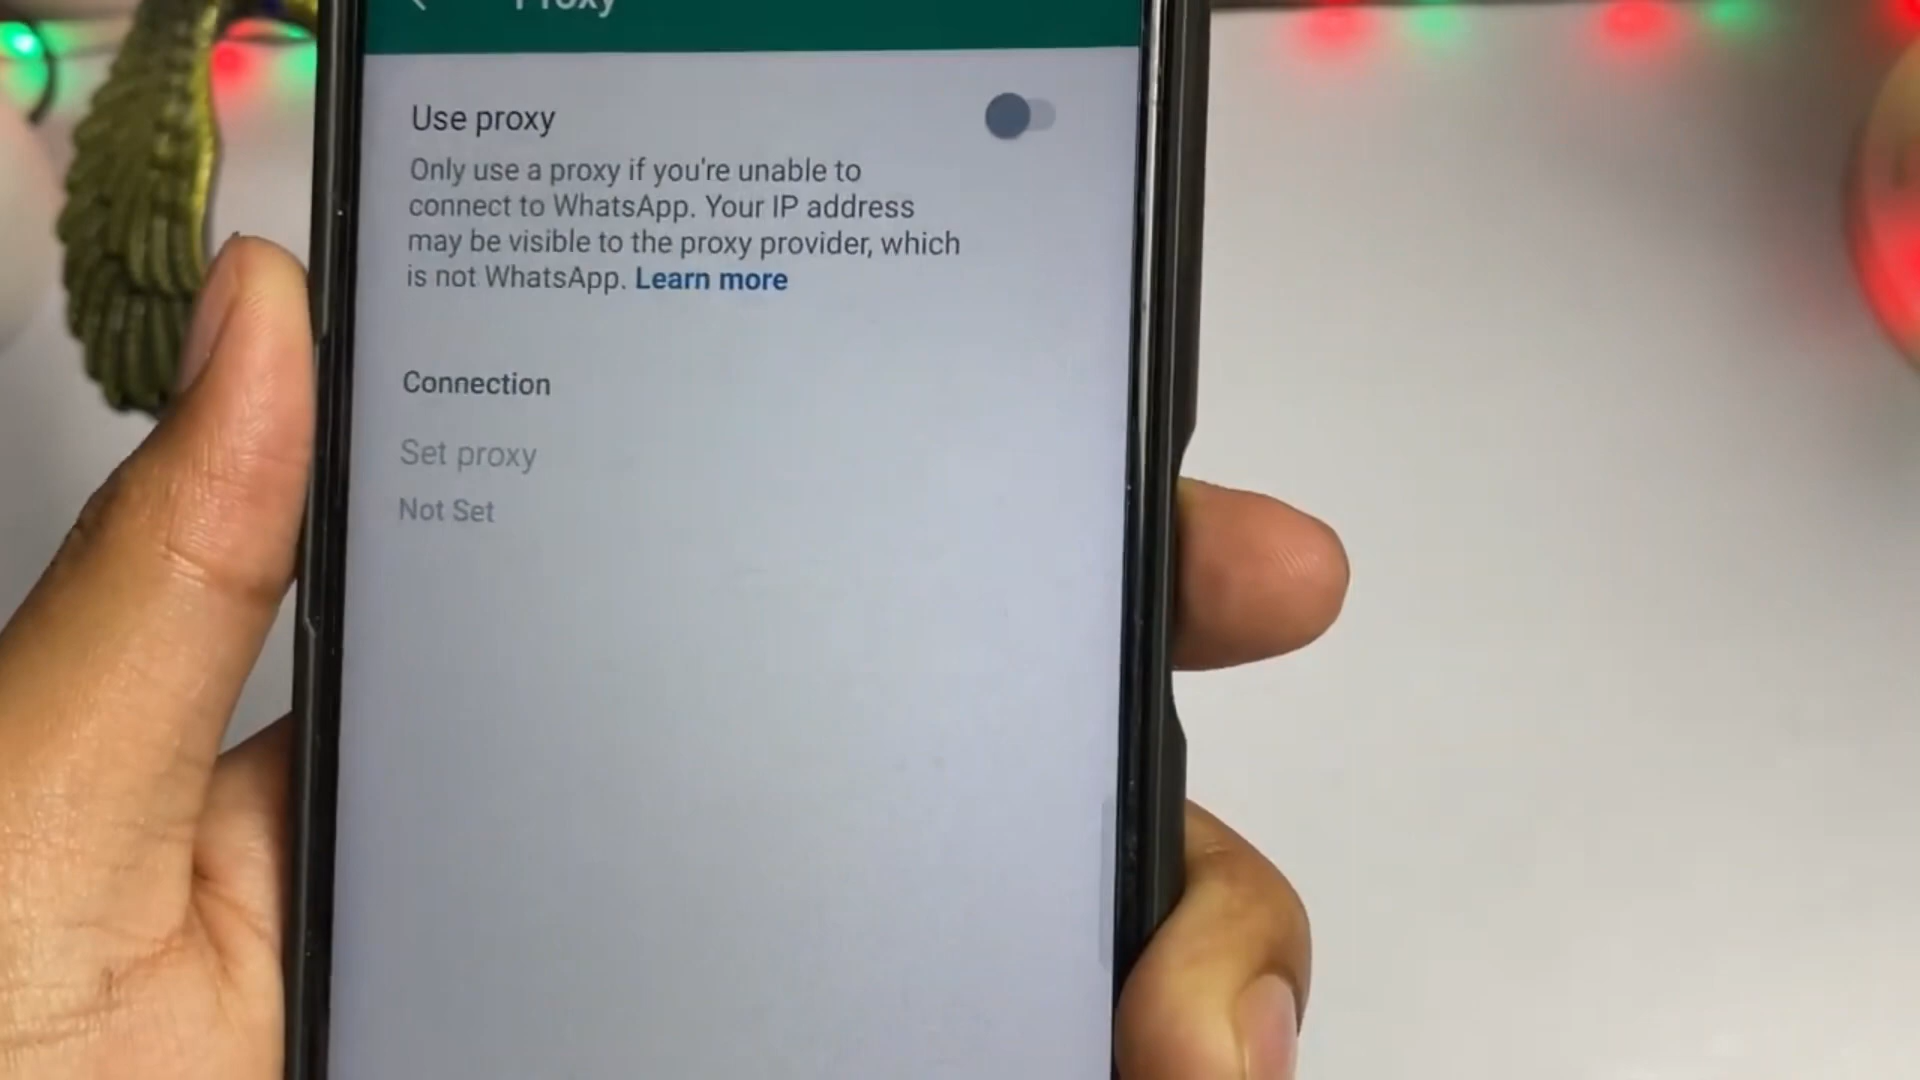 Proxy
Use proxy
Only use a proxy if you're unable to
connect to WhatsApp. Your IP address
may be visible to the proxy provider, which
is not WhatsApp. Learn more
Connection
Set proxy
Not Set